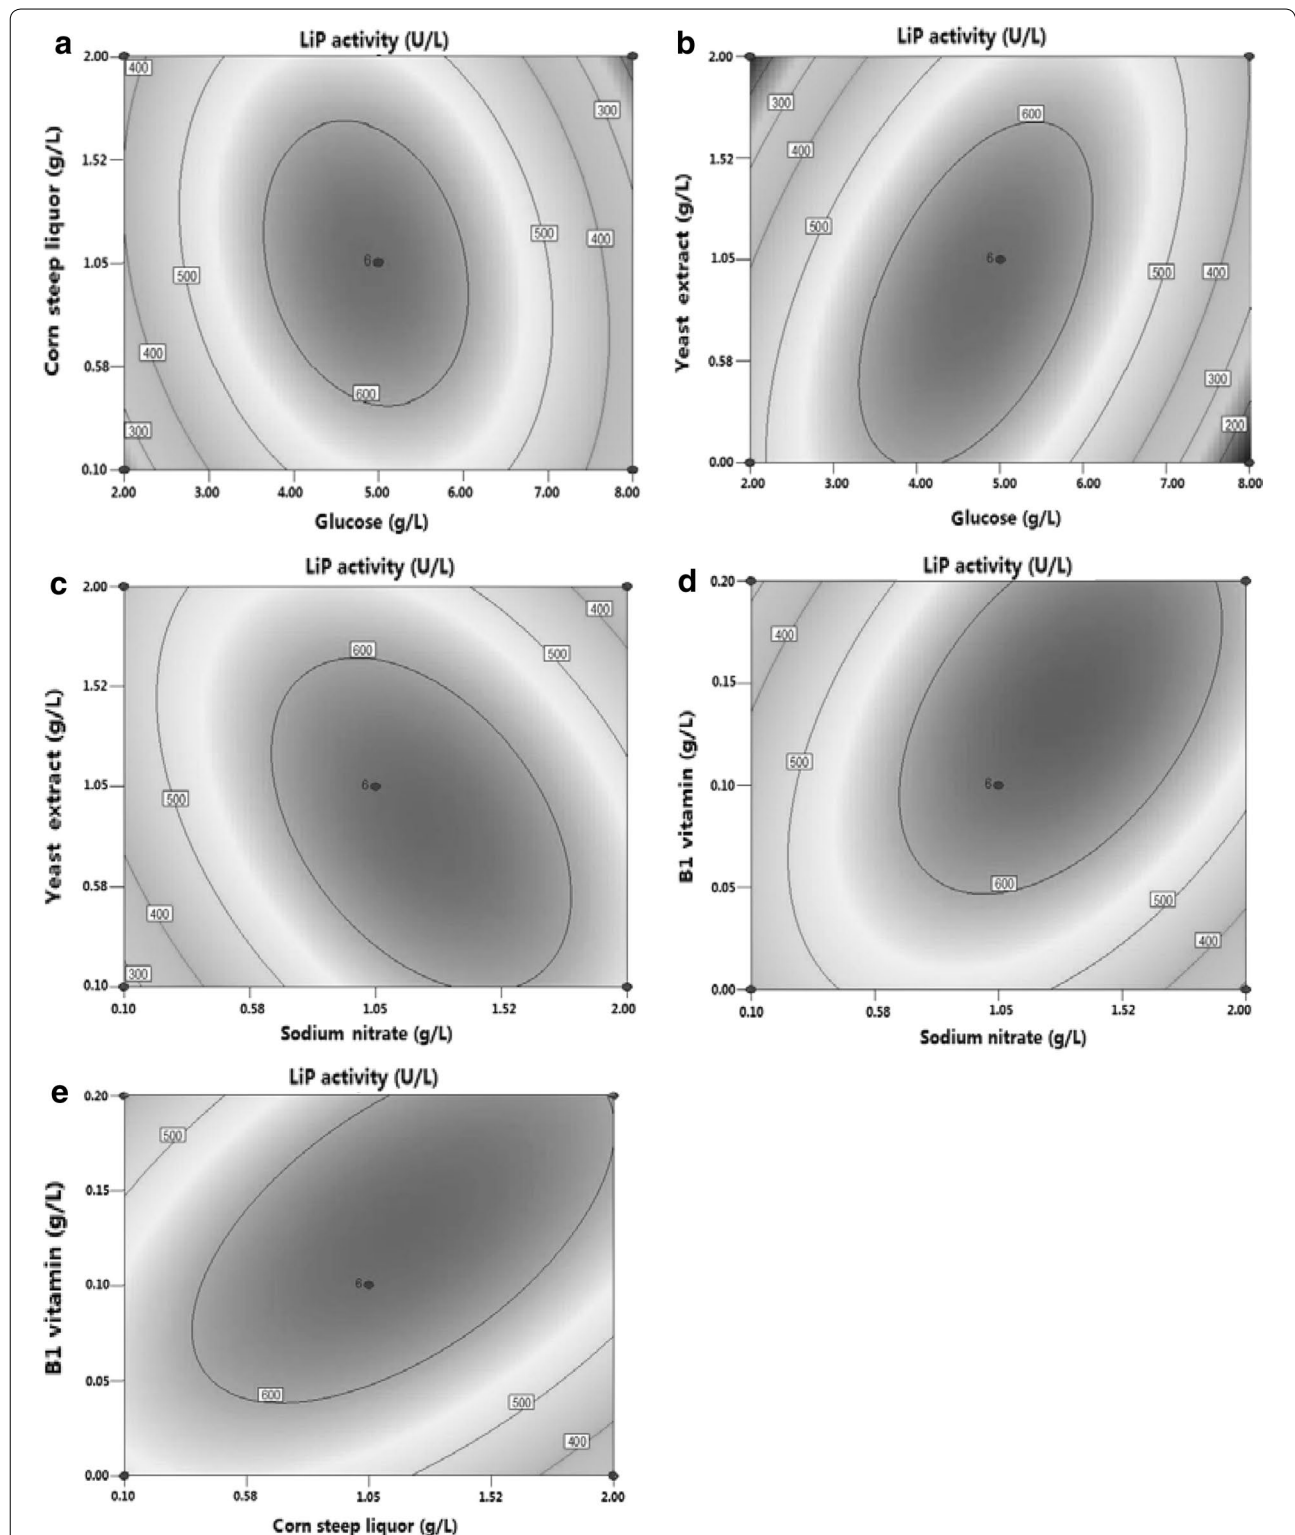 a
LiP activity (U/L)
2.00
400
300
Corn steep liquor (g/L)
1.52
500
400
6
1.05
500
0.58
400
600
300
0.10
2.00 3.00 4.00 5.00 6.00 7.00 8.00
Glucose (g/L)
b
LiP activity (U/L)
2.00
300
600
400
1.52
Yeast extract (g/L)
500
6
1.05
500
400
0.58
300
200
0.00
2.00 3.00 4.00 5.00 6.00 7.00 8.00
Glucose (g/L)
c
LiP activity (U/L)
2.00
400
600
500
1.52
Yeast extract (g/L)
6
1.05
500
0.58
400
300
0.10
0.10 0.58 1.05 1.52 2.00
Sodium nitrate (g/L)
d
LiP activity (U/L)
0.20
400
0.15
B1 vitamin (g/L)
500
6
0.10
600
0.05
500
400
0.00
0.10 0.58 1.05 1.52 2.00
Sodium nitrate (g/L)
e
LiP activity (U/L)
0.20
500
0.15
B1 vitamin (g/L)
6
0.10
600
0.05
500
400
0.00
0.10 0.58 1.05 1.52 2.00
Corn steep liquor (g/L)